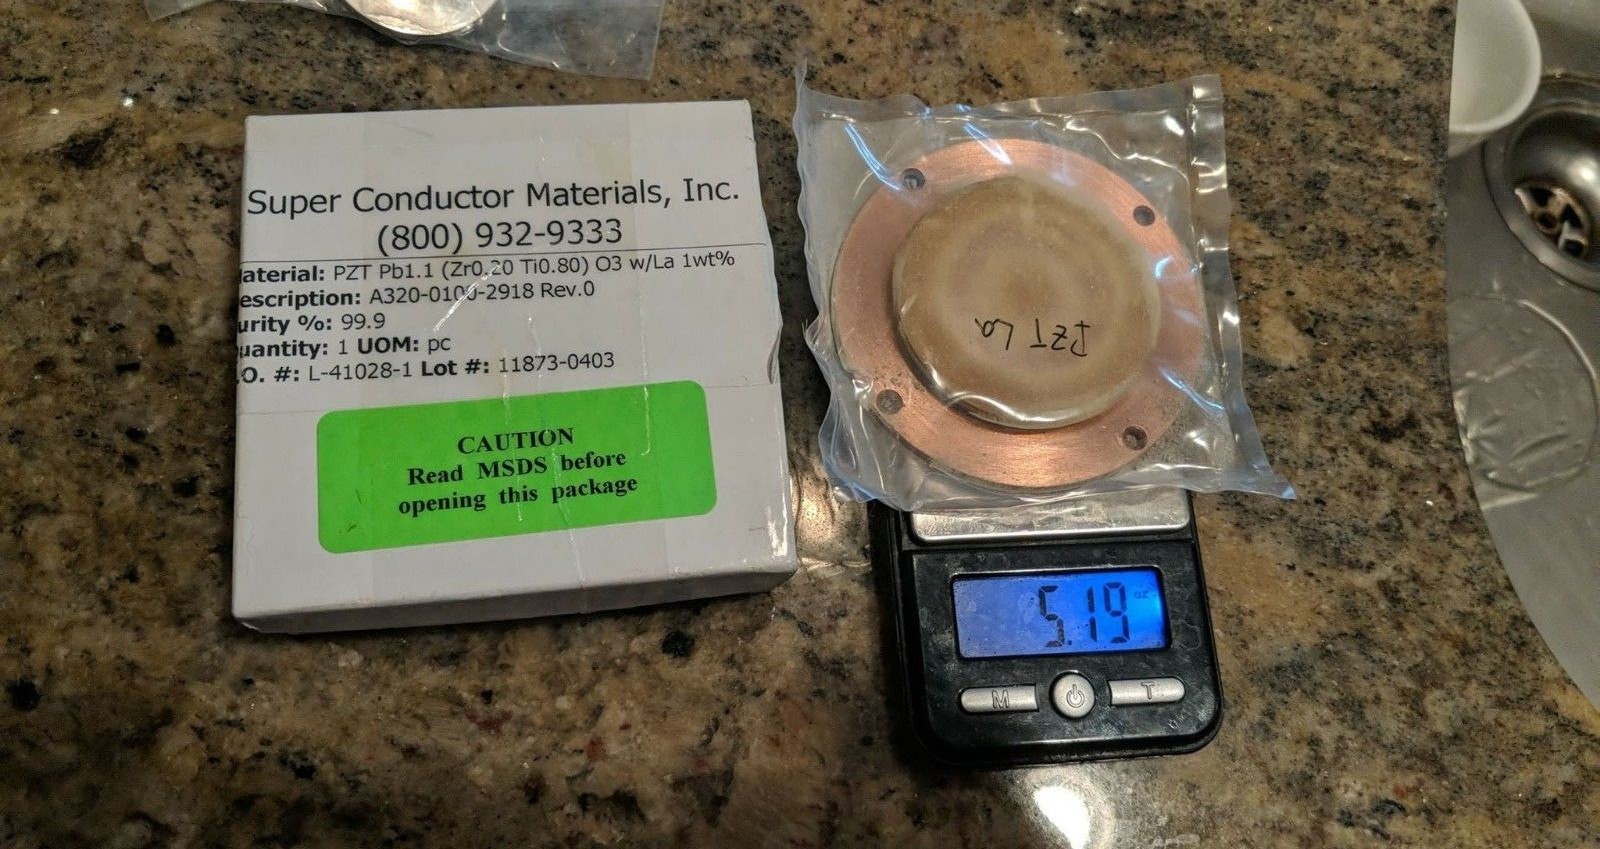 Super Conductor Materials, Inc.
(800) 932-9333
aterial: PZT Pb1.1 (Zr0.20 Ti0.80) O3 w/La 1wt%
escription: A320-0100-2918 Rev.0
urity %: 99.9
uantity: 1 UOM: pc
.O. #: L-41028-1 Lot #: 11873-0403
CAUTION
Read MSDS before
opening this package
PZT La
5.19 oz
M T